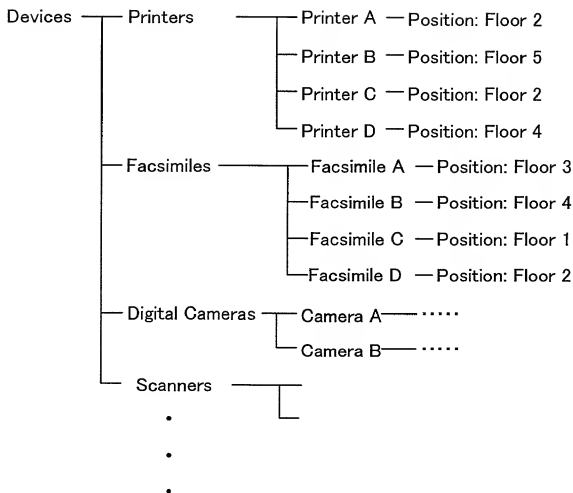 Devices Printers Printer A Position: Floor 2
Printer B Position: Floor 5
Printer C Position: Floor 2
Printer D Position: Floor 4
Facsimiles Facsimile A Position: Floor 3
Facsimile B Position: Floor 4
Facsimile C Position: Floor 1
Facsimile D Position: Floor 2
Digital Cameras Camera A ·····
Camera B ·····
Scanners